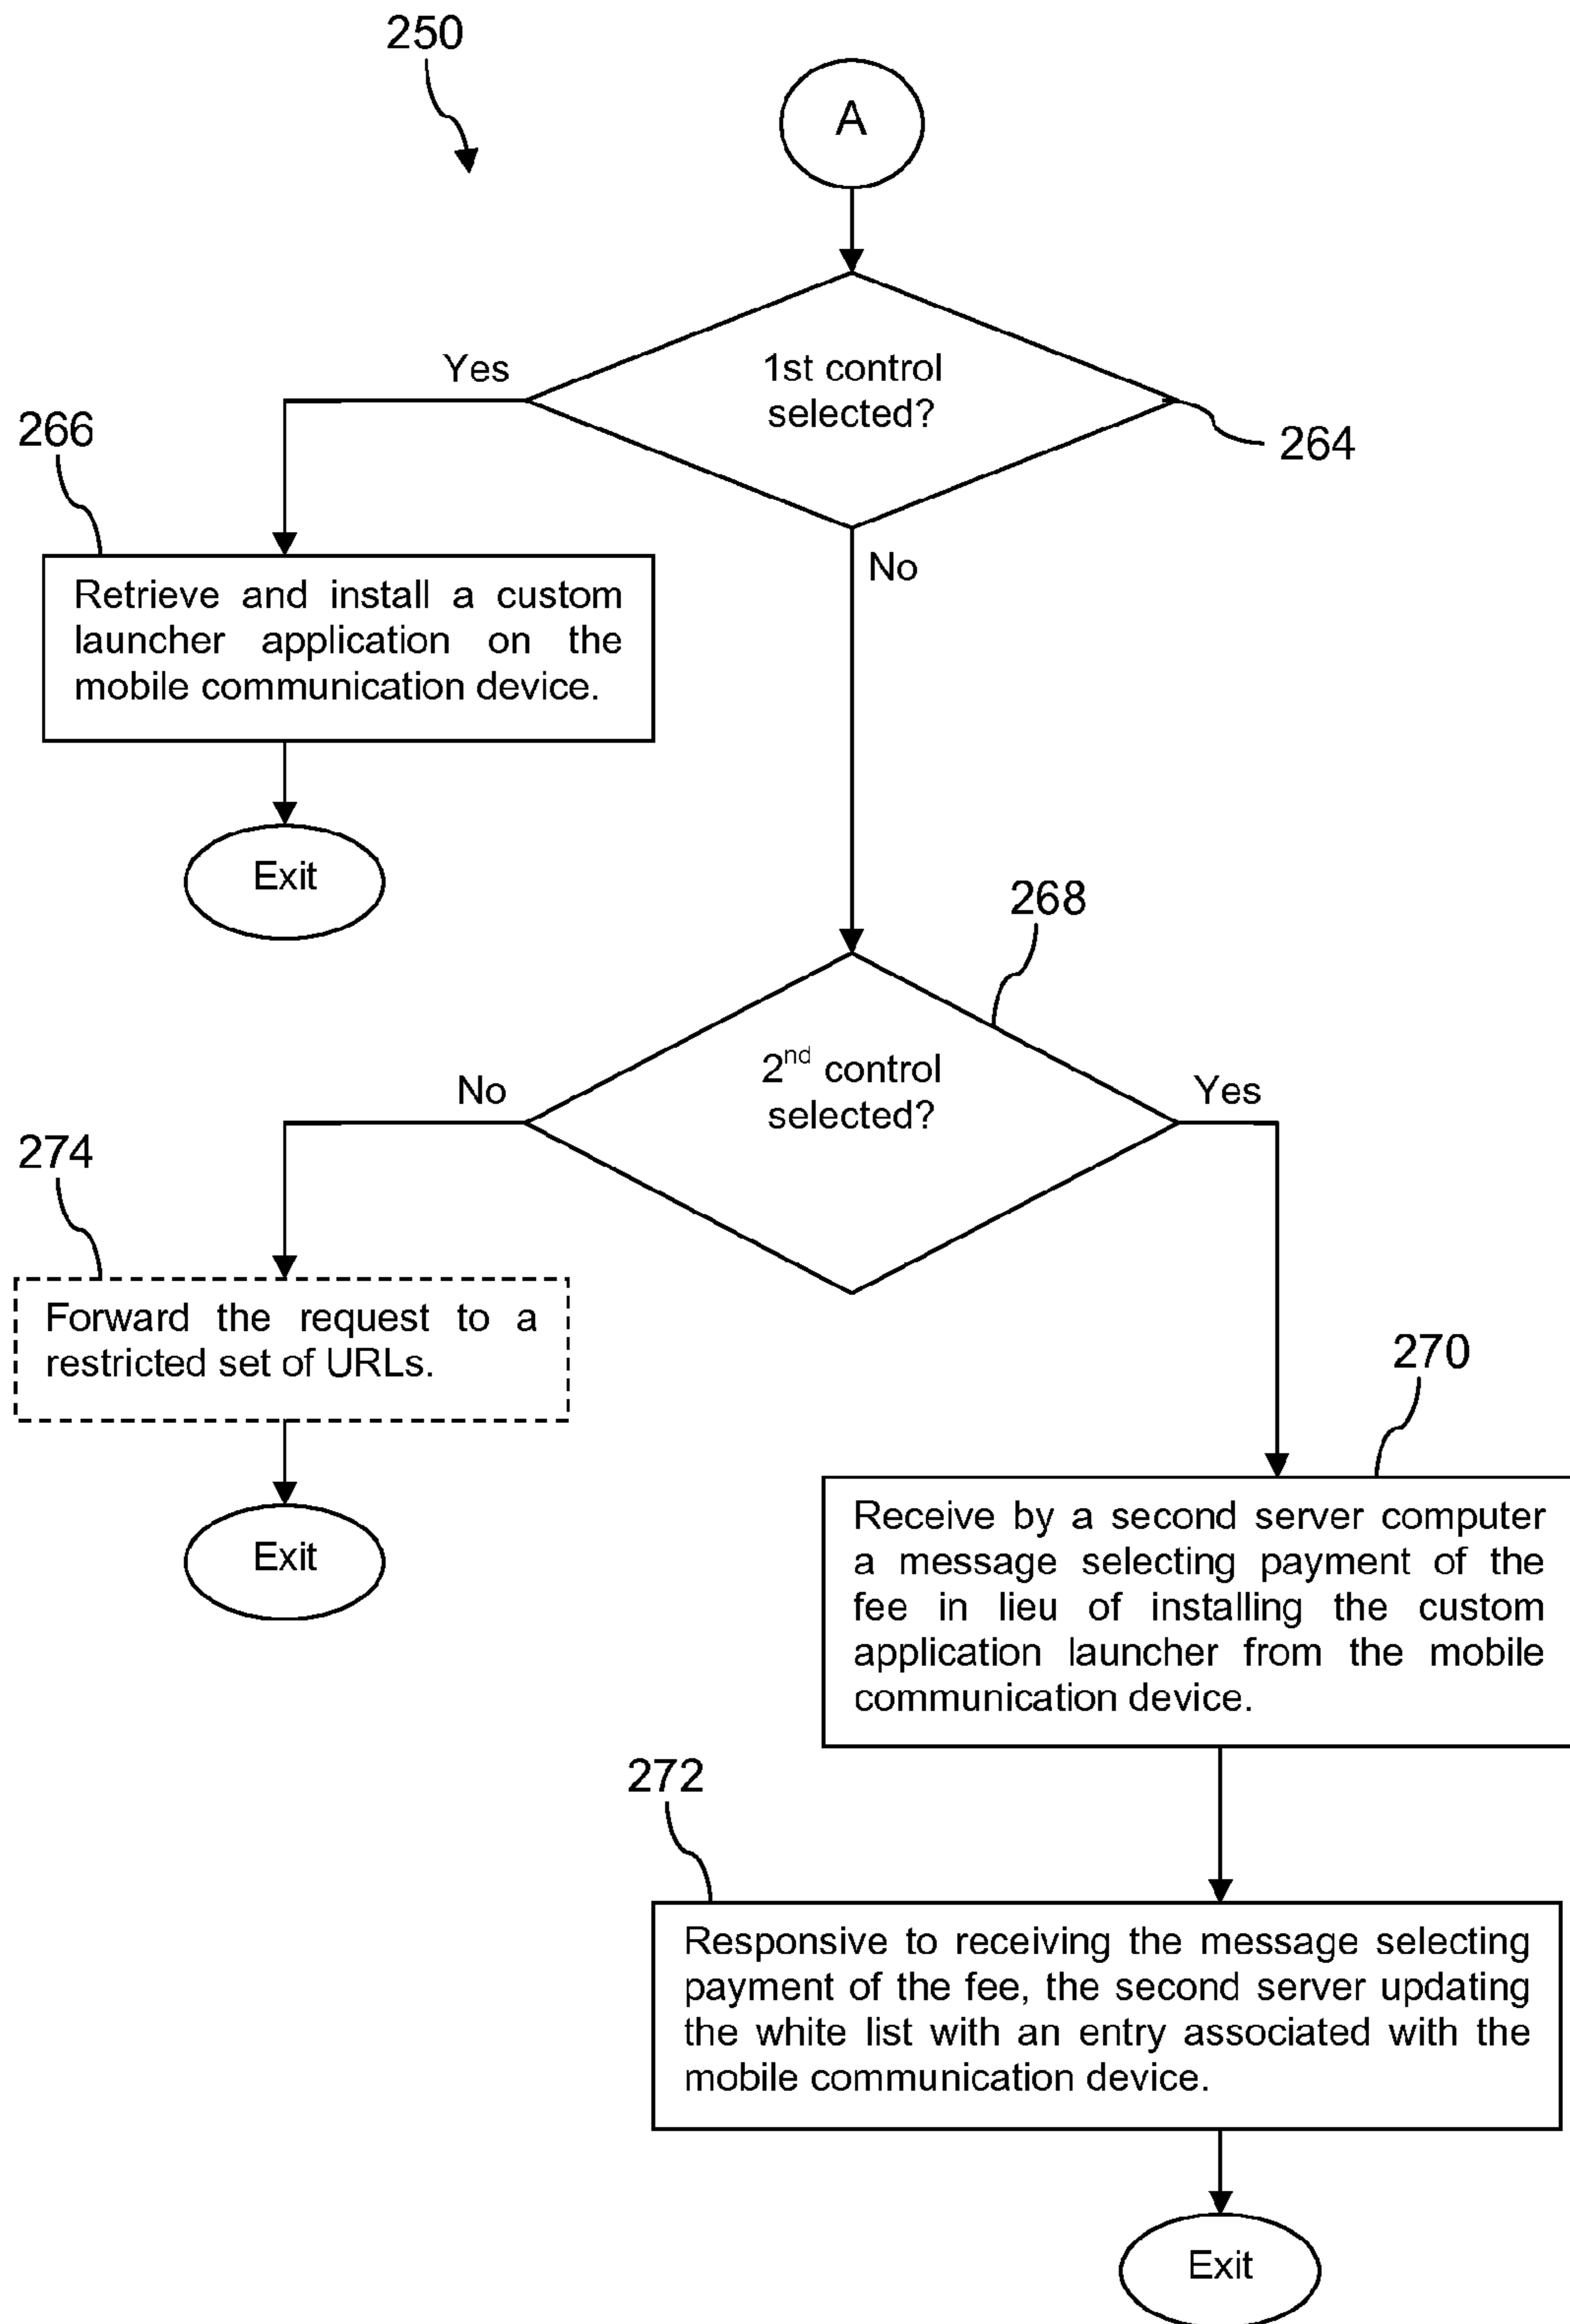 250
A
1st control
selected?
Yes
264
266
No
Retrieve and install a custom
launcher application on the
mobile communication device.
Exit
268
2nd control
selected?
No
Yes
274
Forward the request to a
restricted set of URLs.
270
Exit
Receive by a second server computer
a message selecting payment of the
fee in lieu of installing the custom
application launcher from the mobile
communication device.
272
Responsive to receiving the message selecting
payment of the fee, the second server updating
the white list with an entry associated with the
mobile communication device.
Exit